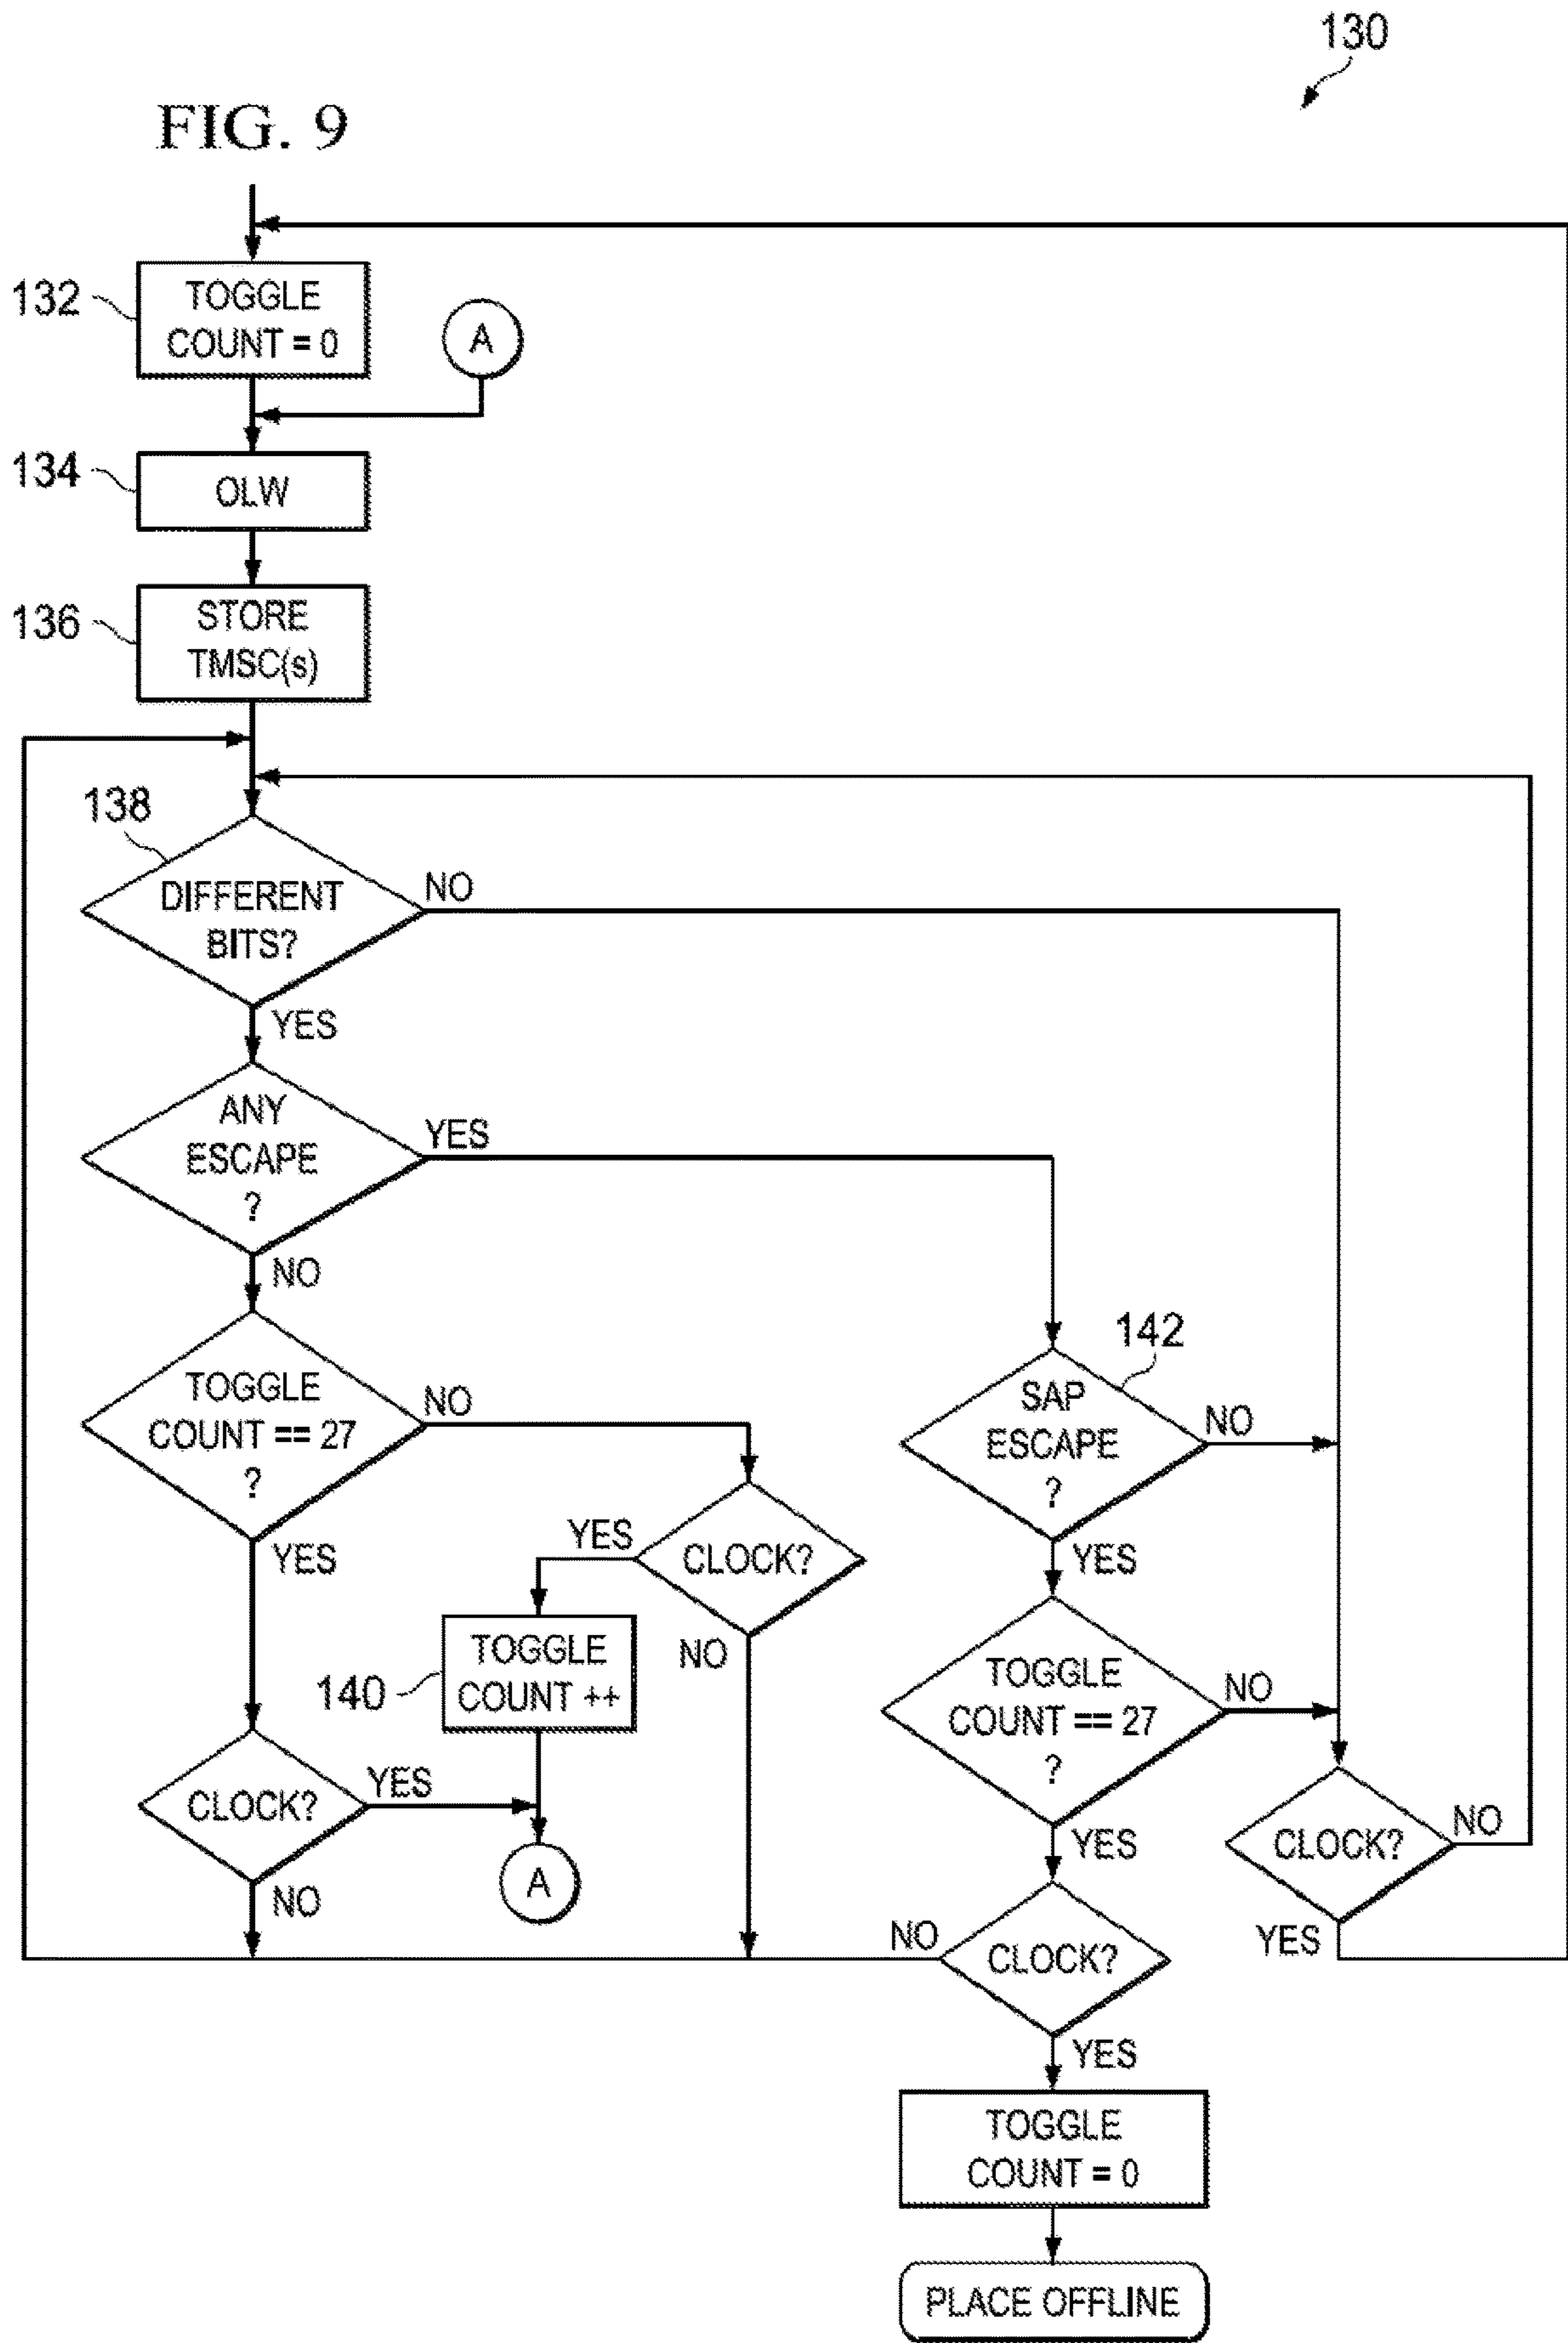 130
FIG. 9
132
TOGGLE
COUNT = 0
A
134
OLW
136
STORE
TMSC(s)
138
DIFFERENT
BITS?
NO
YES
ANY
ESCAPE
?
YES
NO
TOGGLE
COUNT == 27
?
NO
YES
142
SAP
ESCAPE
?
NO
YES
CLOCK?
YES
NO
140
TOGGLE
COUNT ++
TOGGLE
COUNT == 27
?
NO
YES
CLOCK?
YES
NO
A
CLOCK?
NO
YES
CLOCK?
NO
YES
TOGGLE
COUNT = 0
PLACE OFFLINE